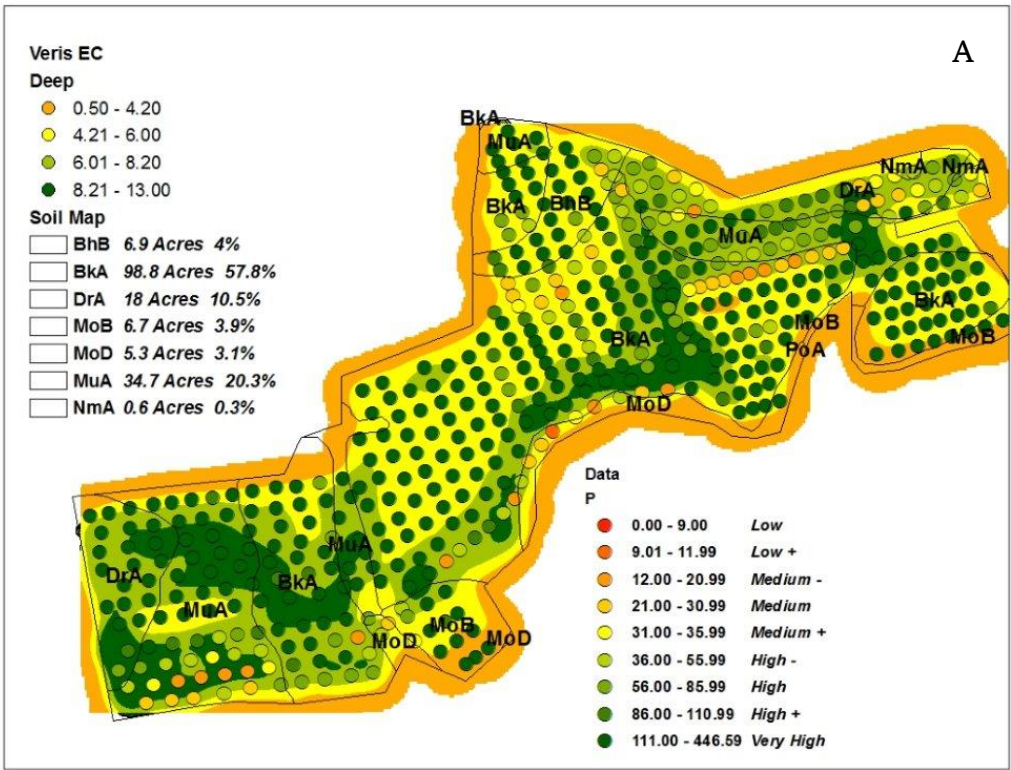 A
Veris EC
Deep
0.50 - 4.20
4.21 - 6.00
6.01 - 8.20
8.21 - 13.00
Soil Map
BhB 6.9 Acres 4%
BkA 98.8 Acres 57.8%
DrA 18 Acres 10.5%
MoB 6.7 Acres 3.9%
MoD 5.3 Acres 3.1%
MuA 34.7 Acres 20.3%
NmA 0.6 Acres 0.3%
BkA
MuA
BkA
BhB
NmA
NmA
DrA
MuA
BkA
BkA
MoB
MoB
PoA
MoD
MuA
DrA
BkA
MuA
MoB
MoD
MoD
Data
P
0.00 - 9.00 Low
9.01 - 11.99 Low +
12.00 - 20.99 Medium -
21.00 - 30.99 Medium
31.00 - 35.99 Medium +
36.00 - 55.99 High -
56.00 - 85.99 High
86.00 - 110.99 High +
111.00 - 446.59 Very High